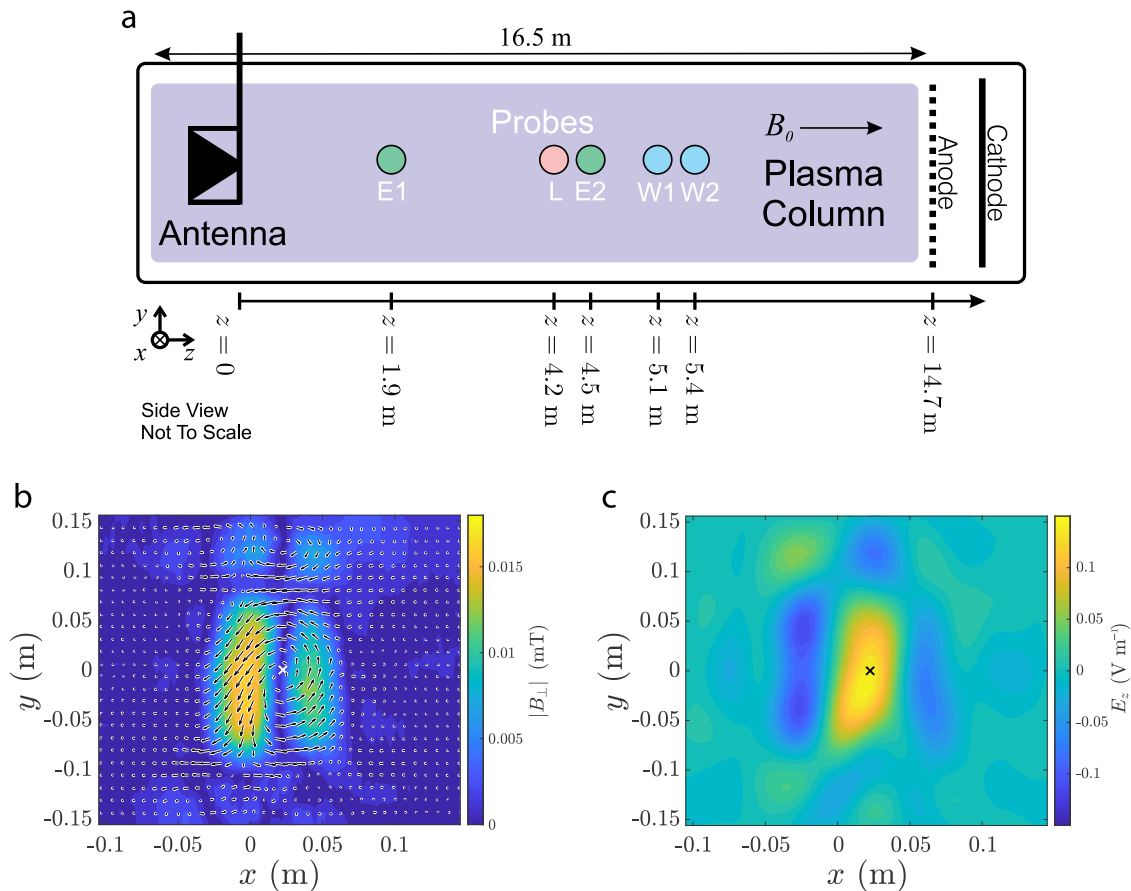 a
16.5 m
Probes
B₀
E1
L
E2
W1
W2
Plasma
Column
Anode
Cathode
Antenna
y
x
z
z = 0
z = 1.9 m
z = 4.2 m
z = 4.5 m
z = 5.1 m
z = 5.4 m
z = 14.7 m
Side View
Not To Scale
b
0.15
0.1
0.05
0
-0.05
-0.1
-0.15
y (m)
-0.1
-0.05
0
0.05
0.1
x (m)
0.015
0.01
0.005
0
|B⊥| (mT)
c
0.15
0.1
0.05
0
-0.05
-0.1
-0.15
y (m)
-0.1
-0.05
0
0.05
0.1
x (m)
0.1
0.05
0
-0.05
-0.1
E_z (V m⁻¹)